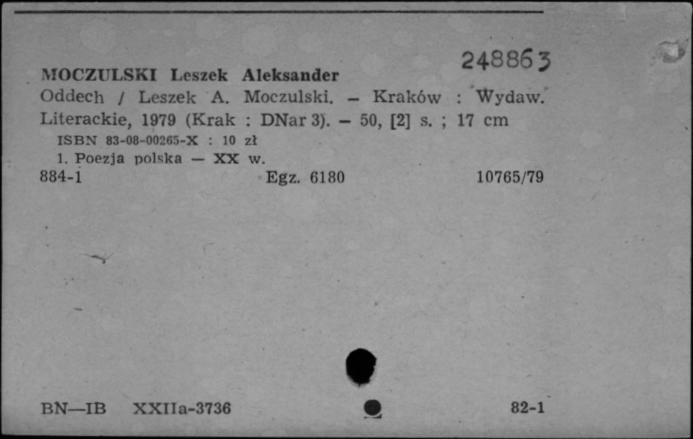 248863
MOCZULSKI Leszek Aleksander
Oddech / Leszek A. Moczulski. — Kraków : Wydaw.
Literackie, 1979 (Krak : DNar 3). — 50, [2] s. ; 17 cm
ISBN 83-08-00265-X : 10 zł
1. Poezja polska — XX w.
884-1 Egz. 6180 10765/79
BN—IB XXIIa-3736 82-1